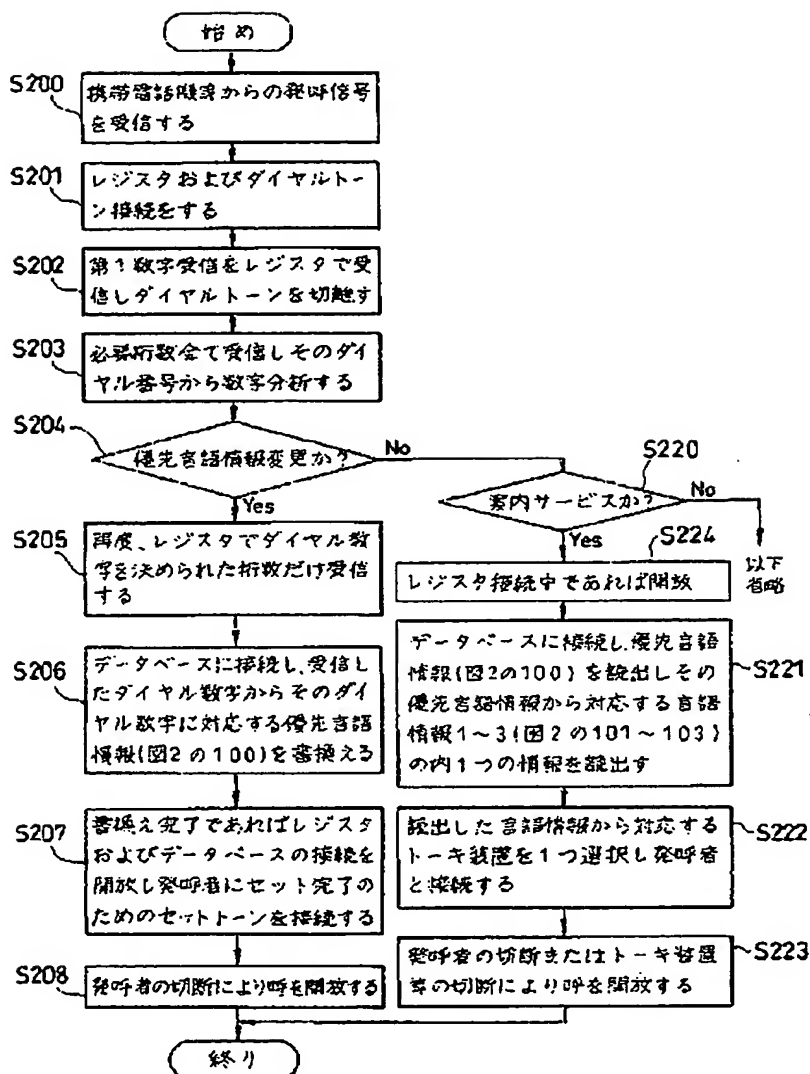 始め
S200
携帯電話機等からの発呼信号
を受信する
S201
レジスタおよびダイヤルトー
ン接続をする
S202
第1数字受信をレジスタで受
信しダイヤルトーンを切離す
S203
必要桁数全て受信しそのダイ
ヤル番号から数字分析する
S204
優先言語情報変更か?
No
Yes
S205
再度、レジスタでダイヤル数
字を決められた桁数だけ受信
する
S206
データベースに接続し、受信し
たダイヤル数字からそのダイ
ヤル数字に対応する優先言語
情報(図2の100)を書換える
S207
書換え完了であればレジスタ
およびデータベースの接続を
開放し発呼者にセット完了の
ためのセットトーンを接続する
S208
発呼者の切断により呼を開放する
終り
S220
案内サービスか?
No
Yes
以下
省略
S224
レジスタ接続中であれば開放
S221
データベースに接続し、優先言語
情報(図2の100)を読出しその
優先言語情報から対応する言語
情報1~3(図2の101~103)
の内1つの情報を読出す
S222
読出した言語情報から対応する
トーキ装置を1つ選択し発呼者
と接続する
S223
発呼者の切断またはトーキ装置
等の切断により呼を開放する